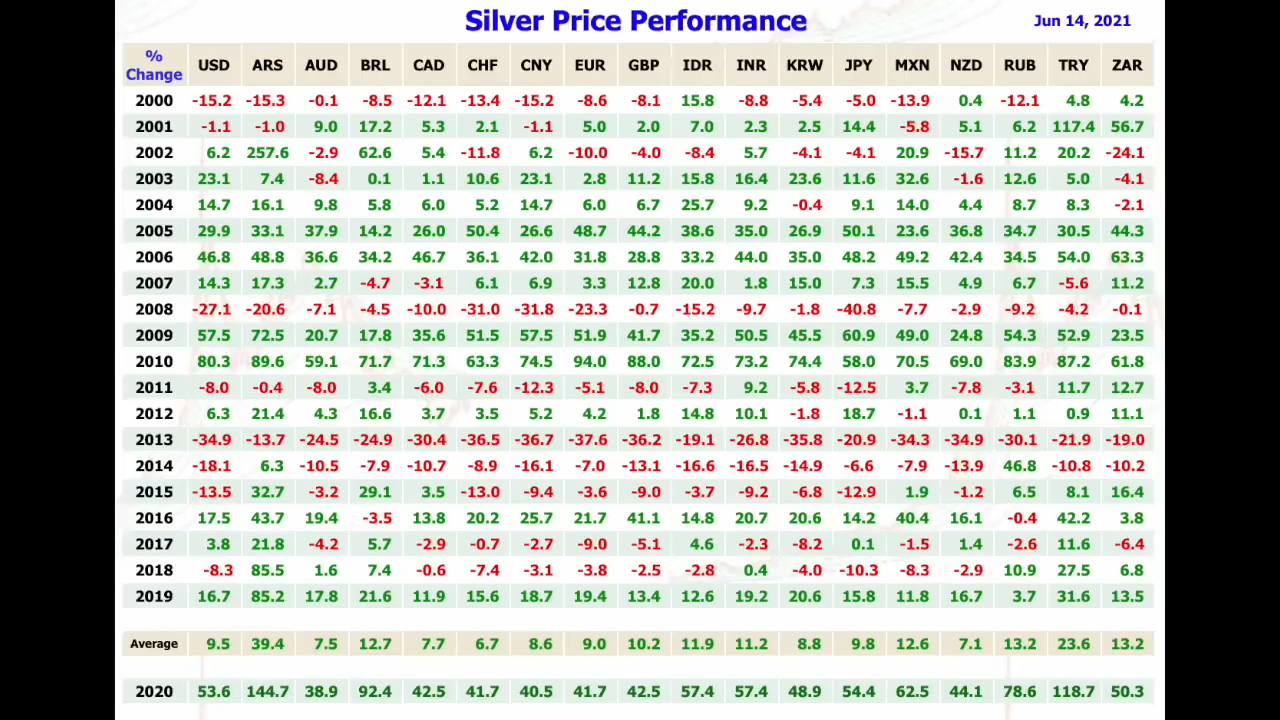 Silver Price Performance Jun 14, 2021
% Change USD ARS AUD BRL CAD CHF CNY EUR GBP IDR INR KRW JPY MXN NZD RUB TRY ZAR
2000 -15.2 -15.3 -0.1 -8.5 -12.1 -13.4 -15.2 -8.6 -8.1 15.8 -8.8 -5.4 -5.0 -13.9 0.4 -12.1 4.8 4.2
2001 -1.1 -1.0 9.0 17.2 5.3 2.1 -1.1 5.0 2.0 7.0 2.3 2.5 14.4 -5.8 5.1 6.2 117.4 56.7
2002 6.2 257.6 -2.9 62.6 5.4 -11.8 6.2 -10.0 -4.0 -8.4 5.7 -4.1 -4.1 20.9 -15.7 11.2 20.2 -24.1
2003 23.1 7.4 -8.4 0.1 1.1 10.6 23.1 2.8 11.2 15.8 16.4 23.6 11.6 32.6 -1.6 12.6 5.0 -4.1
2004 14.7 16.1 9.8 5.8 6.0 5.2 14.7 6.0 6.7 25.7 9.2 -0.4 9.1 14.0 4.4 8.7 8.3 -2.1
2005 29.9 33.1 37.9 14.2 26.0 50.4 26.6 48.7 44.2 38.6 35.0 26.9 50.1 23.6 36.8 34.7 30.5 44.3
2006 46.8 48.8 36.6 34.2 46.7 36.1 42.0 31.8 28.8 33.2 44.0 35.0 48.2 49.2 42.4 34.5 54.0 63.3
2007 14.3 17.3 2.7 -4.7 -3.1 6.1 6.9 3.3 12.8 20.0 1.8 15.0 7.3 15.5 4.9 6.7 -5.6 11.2
2008 -27.1 -20.6 -7.1 -4.5 -10.0 -31.0 -31.8 -23.3 -0.7 -15.2 -9.7 -1.8 -40.8 -7.7 -2.9 -9.2 -4.2 -0.1
2009 57.5 72.5 20.7 17.8 35.6 51.5 57.5 51.9 41.7 35.2 50.5 45.5 60.9 49.0 24.8 54.3 52.9 23.5
2010 80.3 89.6 59.1 71.7 71.3 63.3 74.5 94.0 88.0 72.5 73.2 74.4 58.0 70.5 69.0 83.9 87.2 61.8
2011 -8.0 -0.4 -8.0 3.4 -6.0 -7.6 -12.3 -5.1 -8.0 -7.3 9.2 -5.8 -12.5 3.7 -7.8 -3.1 11.7 12.7
2012 6.3 21.4 4.3 16.6 3.7 3.5 5.2 4.2 1.8 14.8 10.1 -1.8 18.7 -1.1 0.1 1.1 0.9 11.1
2013 -34.9 -13.7 -24.5 -24.9 -30.4 -36.5 -36.7 -37.6 -36.2 -19.1 -26.8 -35.8 -20.9 -34.3 -34.9 -30.1 -21.9 -19.0
2014 -18.1 6.3 -10.5 -7.9 -10.7 -8.9 -16.1 -7.0 -13.1 -16.6 -16.5 -14.9 -6.6 -7.9 -13.9 46.8 -10.8 -10.2
2015 -13.5 32.7 -3.2 29.1 3.5 -13.0 -9.4 -3.6 -9.0 -3.7 -9.2 -6.8 -12.9 1.9 -1.2 6.5 8.1 16.4
2016 17.5 43.7 19.4 -3.5 13.8 20.2 25.7 21.7 41.1 14.8 20.7 20.6 14.2 40.4 16.1 -0.4 42.2 3.8
2017 3.8 21.8 -4.2 5.7 -2.9 -0.7 -2.7 -9.0 -5.1 4.6 -2.3 -8.2 0.1 -1.5 1.4 -2.6 11.6 -6.4
2018 -8.3 85.5 1.6 7.4 -0.6 -7.4 -3.1 -3.8 -2.5 -2.8 0.4 -4.0 -10.3 -8.3 -2.9 10.9 27.5 6.8
2019 16.7 85.2 17.8 21.6 11.9 15.6 18.7 19.4 13.4 12.6 19.2 20.6 15.8 11.8 16.7 3.7 31.6 13.5
Average 9.5 39.4 7.5 12.7 7.7 6.7 8.6 9.0 10.2 11.9 11.2 8.8 9.8 12.6 7.1 13.2 23.6 13.2
2020 53.6 144.7 38.9 92.4 42.5 41.7 40.5 41.7 42.5 57.4 57.4 48.9 54.4 62.5 44.1 78.6 118.7 50.3